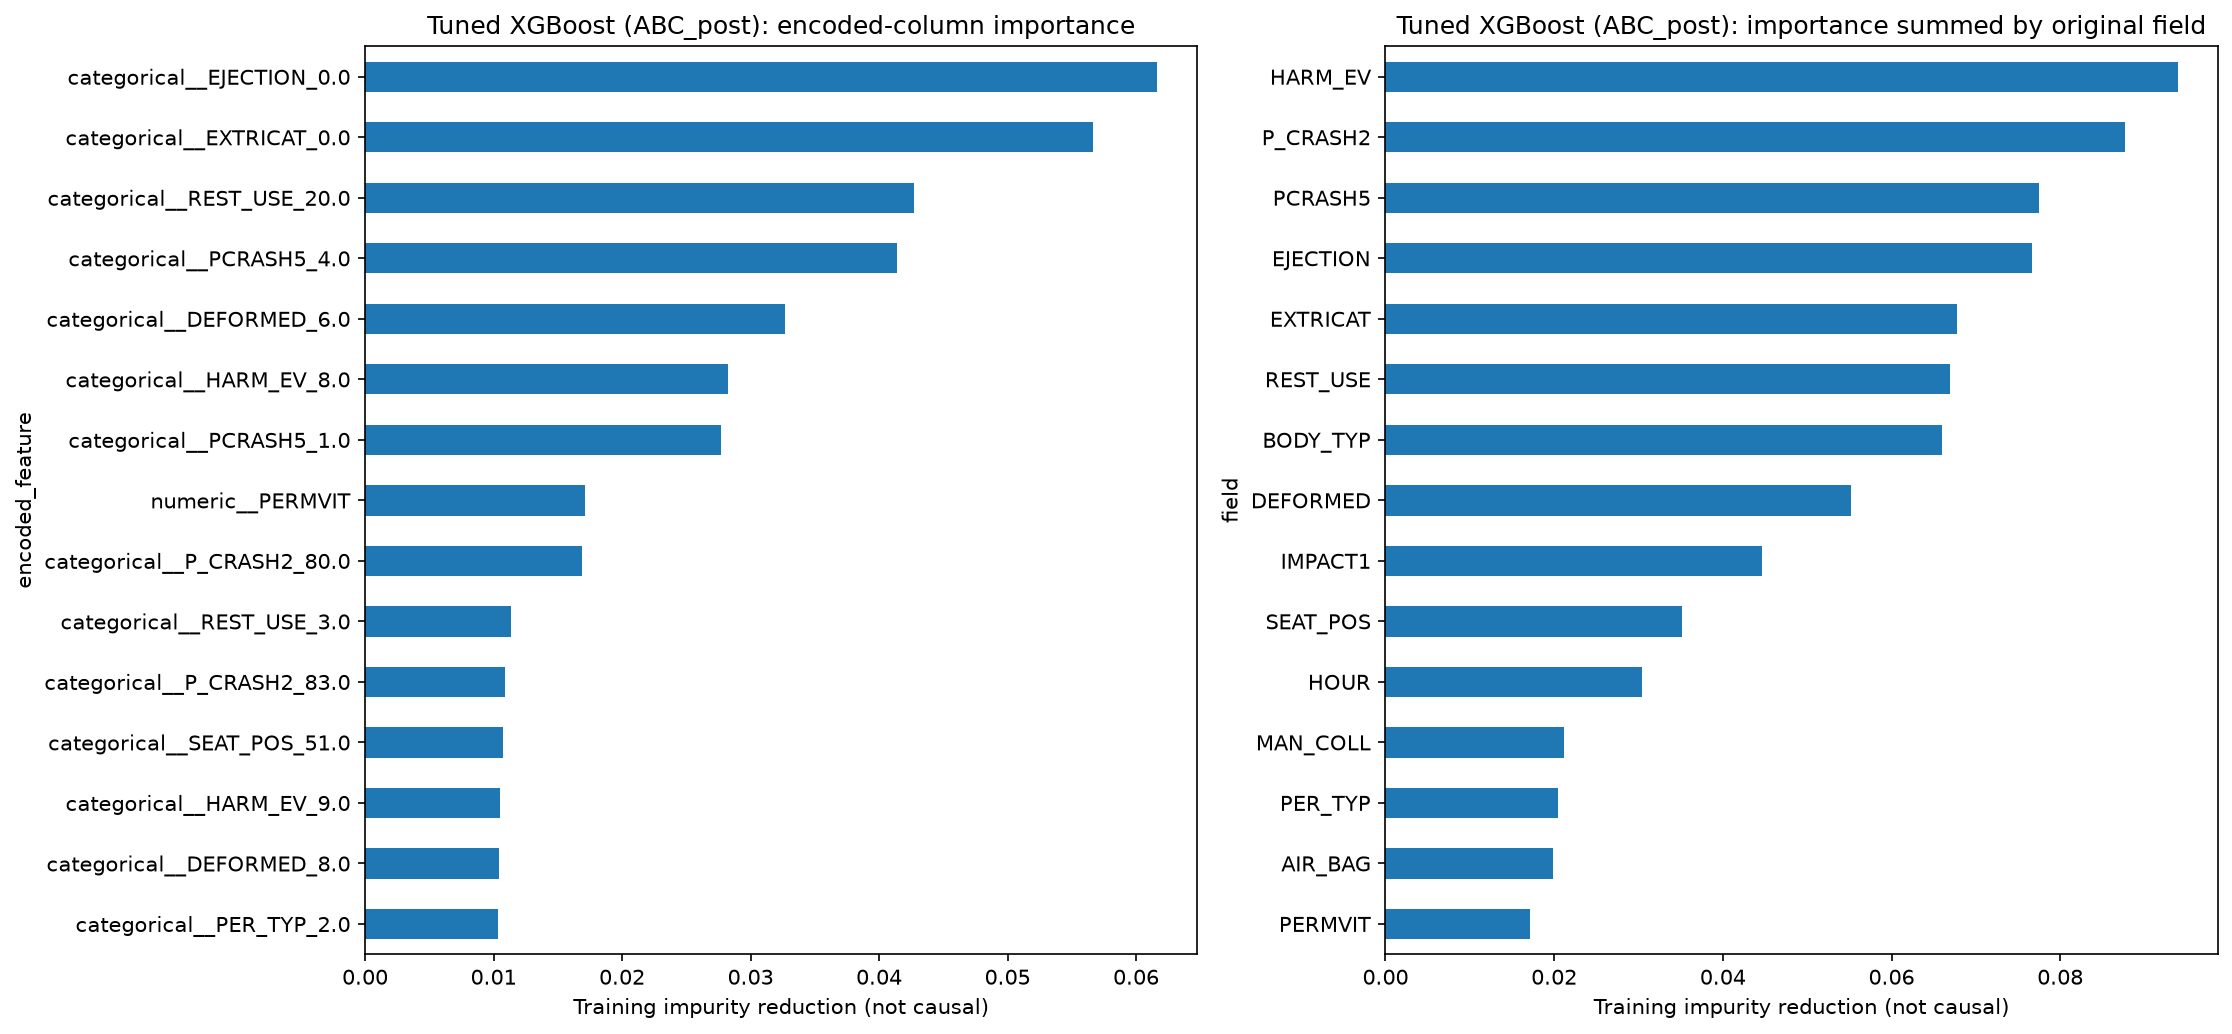 Tuned XGBoost (ABC_post): encoded-column importance
encoded_feature
categorical__EJECTION_0.0
categorical__EXTRICAT_0.0
categorical__REST_USE_20.0
categorical__PCRASH5_4.0
categorical__DEFORMED_6.0
categorical__HARM_EV_8.0
categorical__PCRASH5_1.0
numeric__PERMVIT
categorical__P_CRASH2_80.0
categorical__REST_USE_3.0
categorical__P_CRASH2_83.0
categorical__SEAT_POS_51.0
categorical__HARM_EV_9.0
categorical__DEFORMED_8.0
categorical__PER_TYP_2.0
0.00 0.01 0.02 0.03 0.04 0.05 0.06
Training impurity reduction (not causal)
Tuned XGBoost (ABC_post): importance summed by original field
field
HARM_EV
P_CRASH2
PCRASH5
EJECTION
EXTRICAT
REST_USE
BODY_TYP
DEFORMED
IMPACT1
SEAT_POS
HOUR
MAN_COLL
PER_TYP
AIR_BAG
PERMVIT
0.00 0.02 0.04 0.06 0.08
Training impurity reduction (not causal)